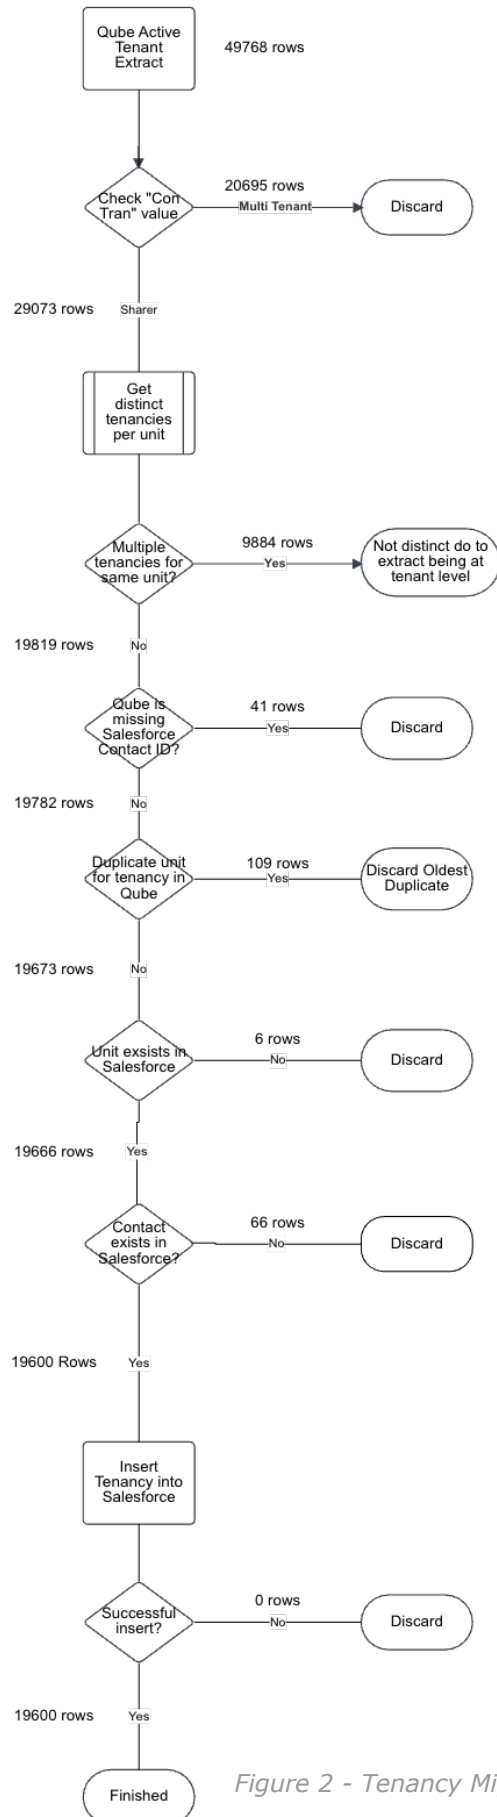 Qube Active
Tenant
Extract
49768 rows
Check "Con
Tran" value
20695 rows
Multi Tenant
Discard
29073 rows
Sharer
Get
distinct
tenancies
per unit
Multiple
tenancies for
same unit?
9884 rows
Yes
Not distinct do to
extract being at
tenant level
19819 rows
No
Qube is
missing
Salesforce
Contact ID?
41 rows
Yes
Discard
19782 rows
No
Duplicate unit
for tenancy in
Qube
109 rows
Yes
Discard Oldest
Duplicate
19673 rows
No
Unit exsists in
Salesforce
6 rows
No
Discard
19666 rows
Yes
Contact
exists in
Salesforce?
66 rows
No
Discard
19600 Rows
Yes
Insert
Tenancy into
Salesforce
Successful
insert?
0 rows
No
Discard
19600 rows
Yes
Finished
Figure 2 - Tenancy Mi